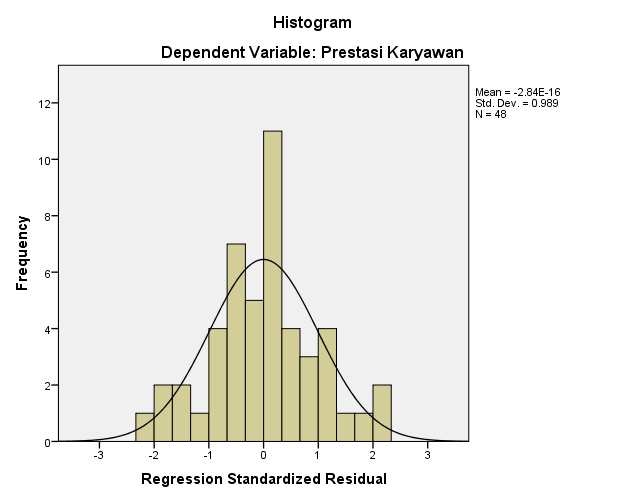 Histogram
Dependent Variable: Prestasi Karyawan
Mean = -2.84E-16
Std. Dev. = 0.989
N = 48
Frequency
12
10
8
6
4
2
0
-3 -2 -1 0 1 2 3
Regression Standardized Residual